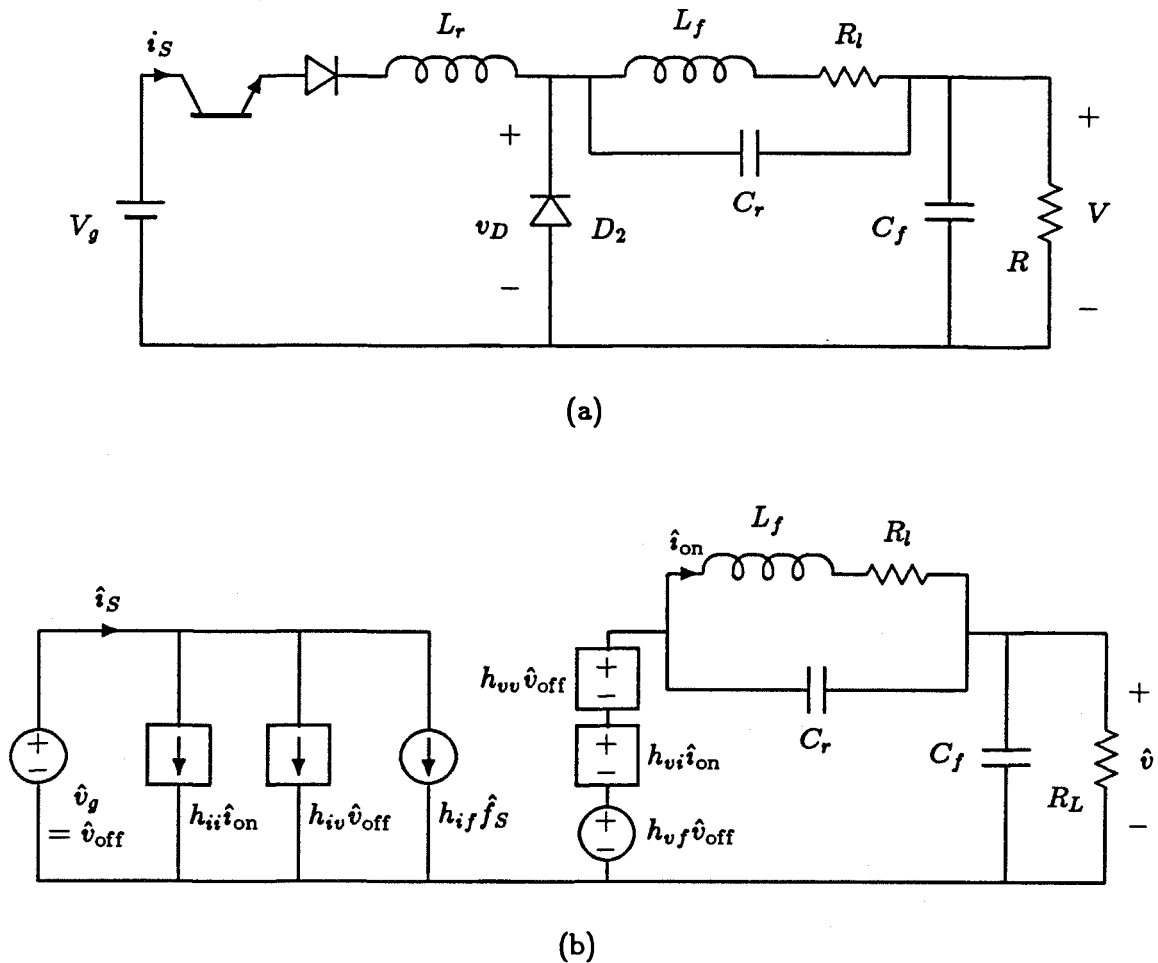 i_S
L_r
L_f
R_l
+
+
C_r
V_g
v_D
D_2
C_f
V
R
−
−
(a)
L_f
R_l
î_on
î_S
h_vv v̂_off
+
−
+
C_r
+
−
+
−
h_vi î_on
C_f
v̂
v̂_g
= v̂_off
h_ii î_on
h_iv v̂_off
h_if f̂_S
+
−
h_vf v̂_off
R_L
−
(b)